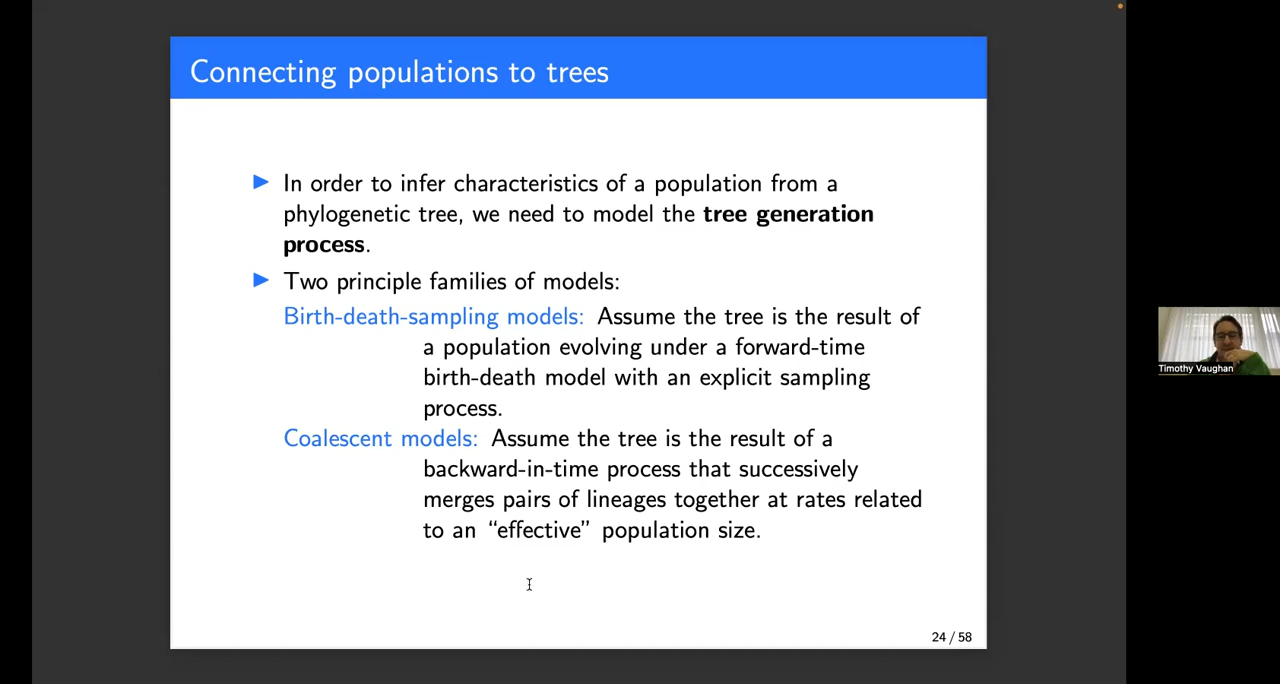 Connecting populations to trees
In order to infer characteristics of a population from a
phylogenetic tree, we need to model the tree generation
process.
Two principle families of models:
Birth-death-sampling models: Assume the tree is the result of
a population evolving under a forward-time
birth-death model with an explicit sampling
process.
Coalescent models: Assume the tree is the result of a
backward-in-time process that successively
merges pairs of lineages together at rates related
to an “effective” population size.
24 / 58
Timothy Vaughan